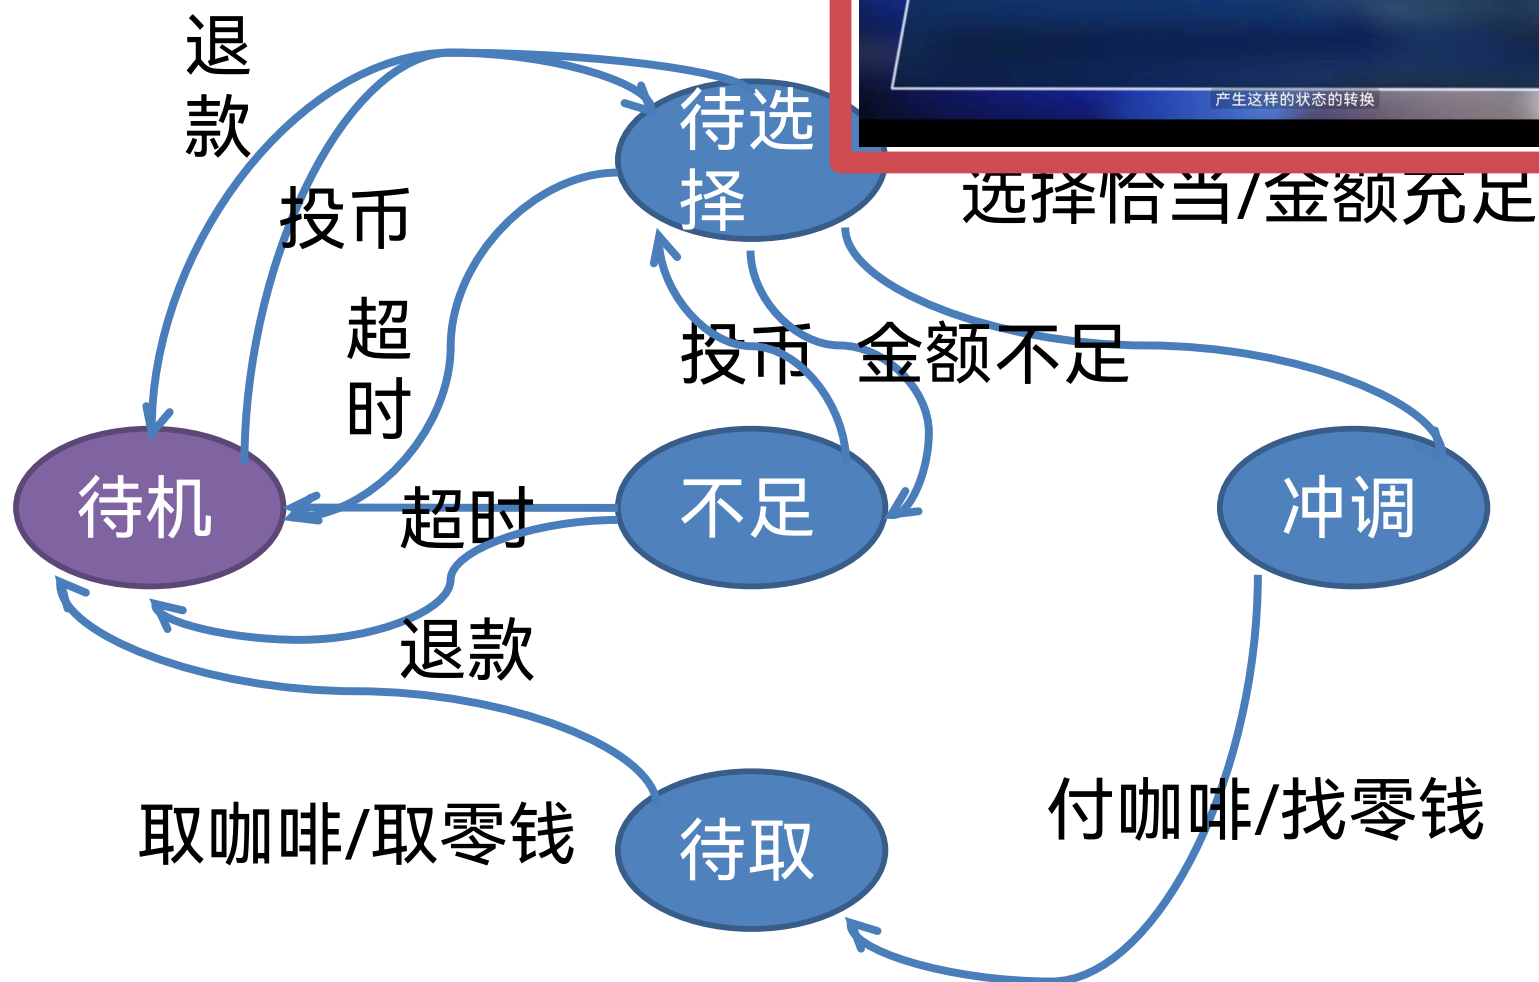 退
款
产生这样的状态的转换
待选
择
选择恰当/金额充足
投币
超
时
投币
金额不足
待机
超时
不足
冲调
退款
取咖啡/取零钱
待取
付咖啡/找零钱